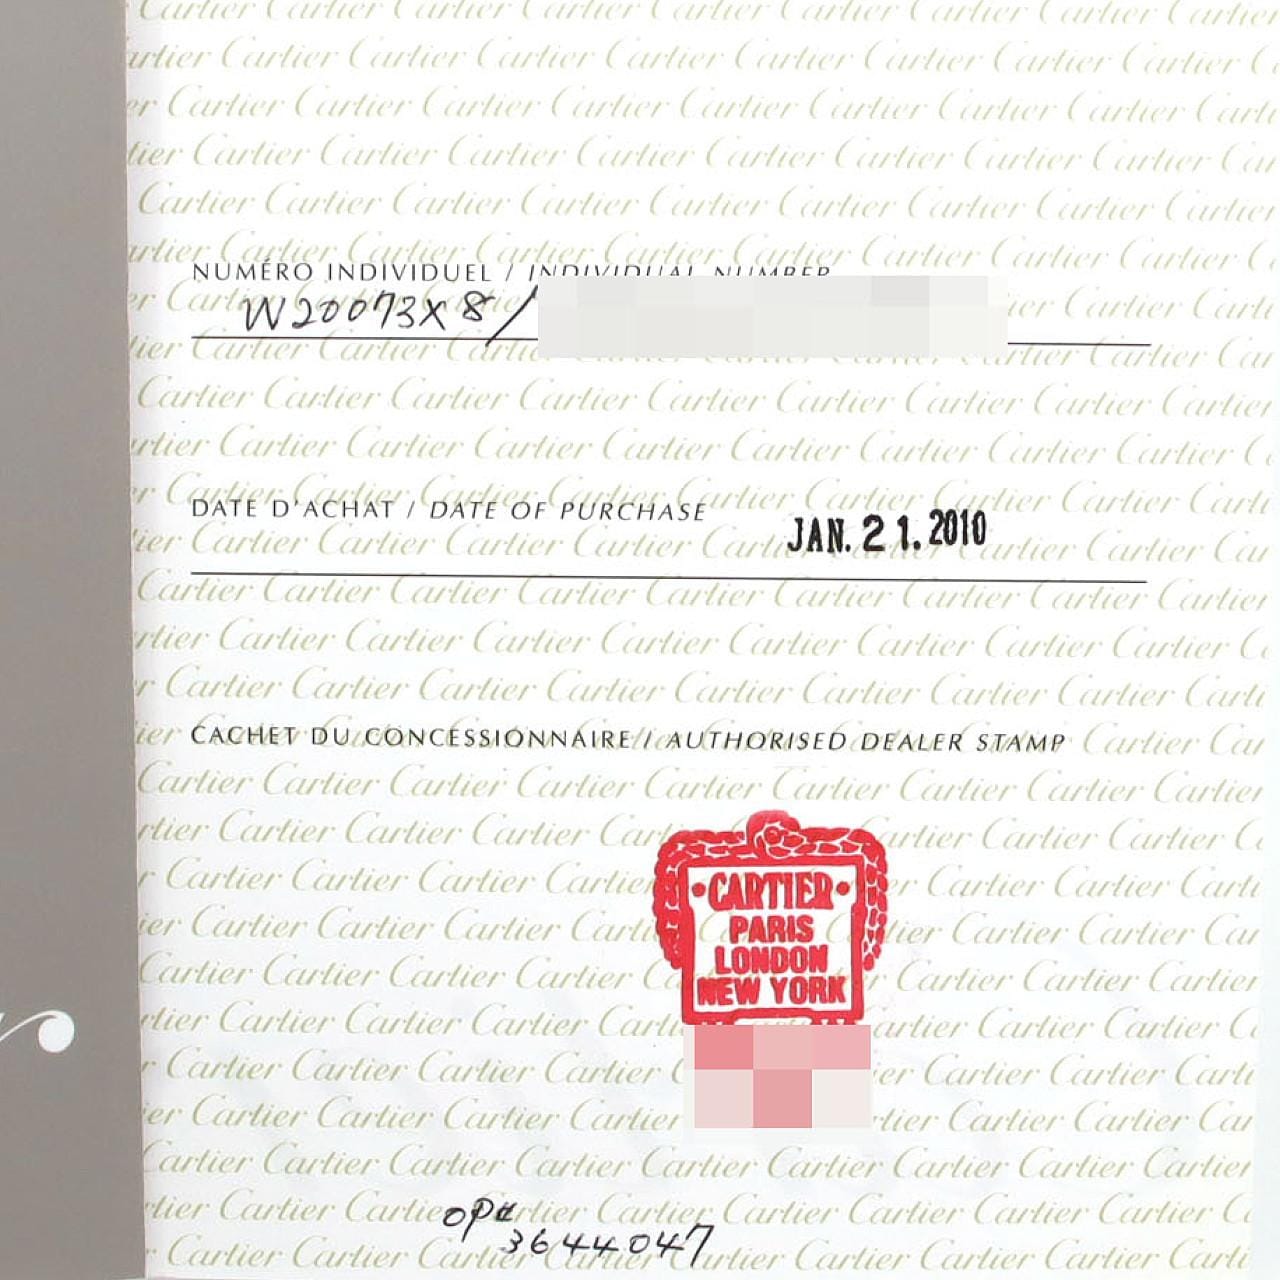 NUMÉRO INDIVIDUEL / INDIVIDUAL NUMBER
W20073X8/
DATE D'ACHAT / DATE OF PURCHASE
JAN. 21. 2010
CACHET DU CONCESSIONNAIRE / AUTHORISED DEALER STAMP
•CARTIER•
PARIS
LONDON
NEW YORK
OP#
3644047